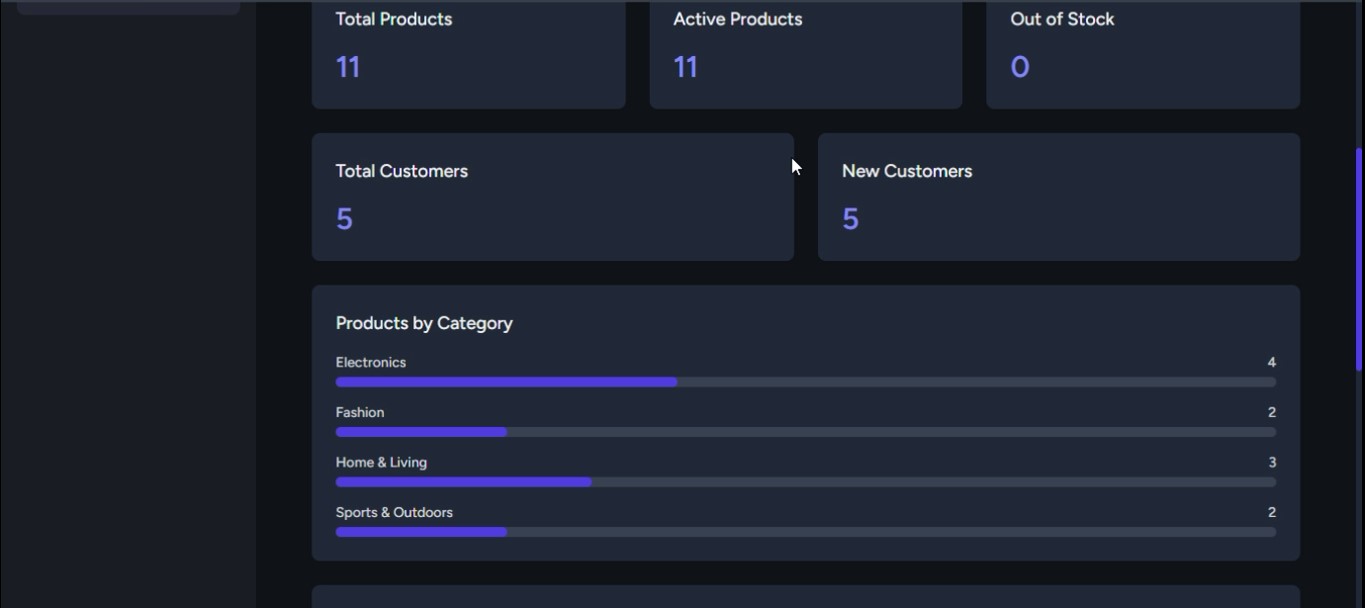 Total Products
Active Products
Out of Stock
11
11
0
Total Customers
New Customers
5
5
Products by Category
Electronics 4
Fashion 2
Home & Living 3
Sports & Outdoors 2